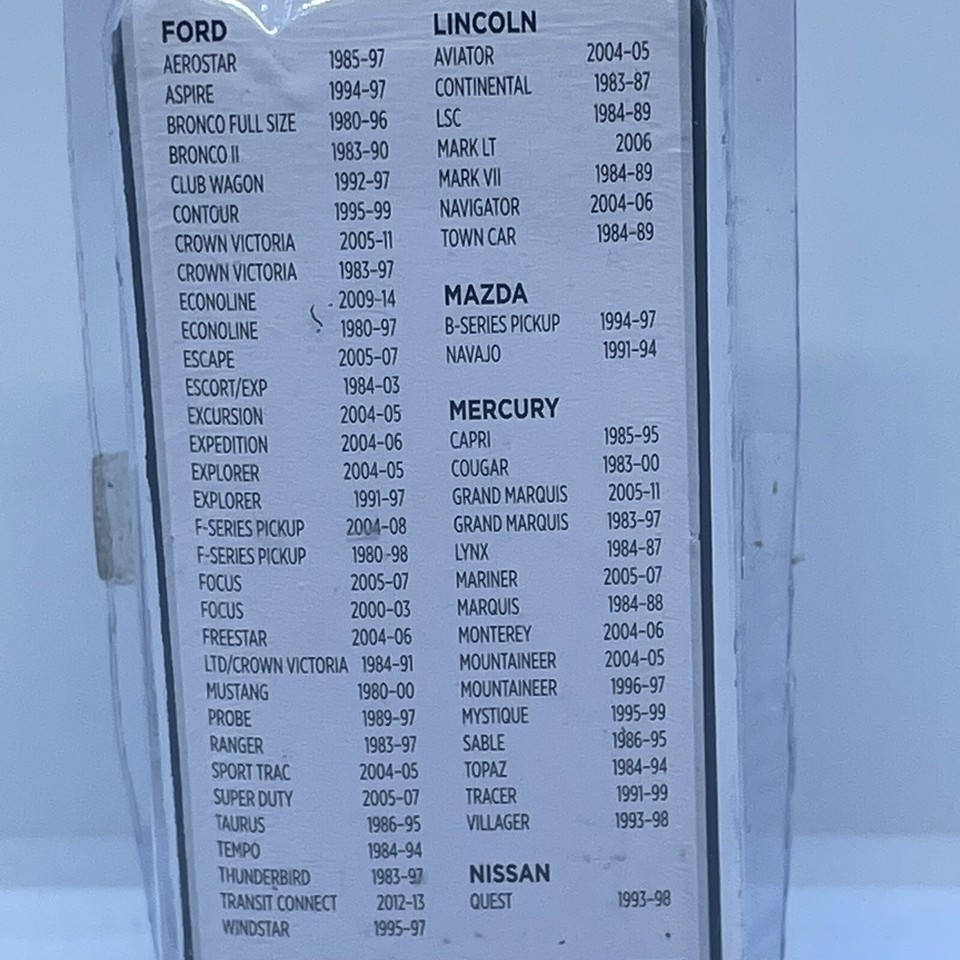 FORD
AEROSTAR 1985-97
ASPIRE 1994-97
BRONCO FULL SIZE 1980-96
BRONCO II 1983-90
CLUB WAGON 1992-97
CONTOUR 1995-99
CROWN VICTORIA 2005-11
CROWN VICTORIA 1983-97
ECONOLINE 2009-14
ECONOLINE 1980-97
ESCAPE 2005-07
ESCORT/EXP 1984-03
EXCURSION 2004-05
EXPEDITION 2004-06
EXPLORER 2004-05
EXPLORER 1991-97
F-SERIES PICKUP 2004-08
F-SERIES PICKUP 1980-98
FOCUS 2005-07
FOCUS 2000-03
FREESTAR 2004-06
LTD/CROWN VICTORIA 1984-91
MUSTANG 1980-00
PROBE 1989-97
RANGER 1983-97
SPORT TRAC 2004-05
SUPER DUTY 2005-07
TAURUS 1986-95
TEMPO 1984-94
THUNDERBIRD 1983-97
TRANSIT CONNECT 2012-13
WINDSTAR 1995-97
LINCOLN
AVIATOR 2004-05
CONTINENTAL 1983-87
LSC 1984-89
MARK LT 2006
MARK VII 1984-89
NAVIGATOR 2004-06
TOWN CAR 1984-89
MAZDA
B-SERIES PICKUP 1994-97
NAVAJO 1991-94
MERCURY
CAPRI 1985-95
COUGAR 1983-00
GRAND MARQUIS 2005-11
GRAND MARQUIS 1983-97
LYNX 1984-87
MARINER 2005-07
MARQUIS 1984-88
MONTEREY 2004-06
MOUNTAINEER 2004-05
MOUNTAINEER 1996-97
MYSTIQUE 1995-99
SABLE 1986-95
TOPAZ 1984-94
TRACER 1991-99
VILLAGER 1993-98
NISSAN
QUEST 1993-98